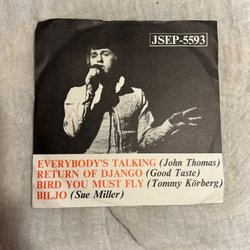 JSEP-5593
EVERYBODY'S TALKING (John Thomas)
RETURN OF DJANGO (Good Taste)
BIRD YOU MUST FLY (Tommy Körberg)
BILJO (Sue Miller)